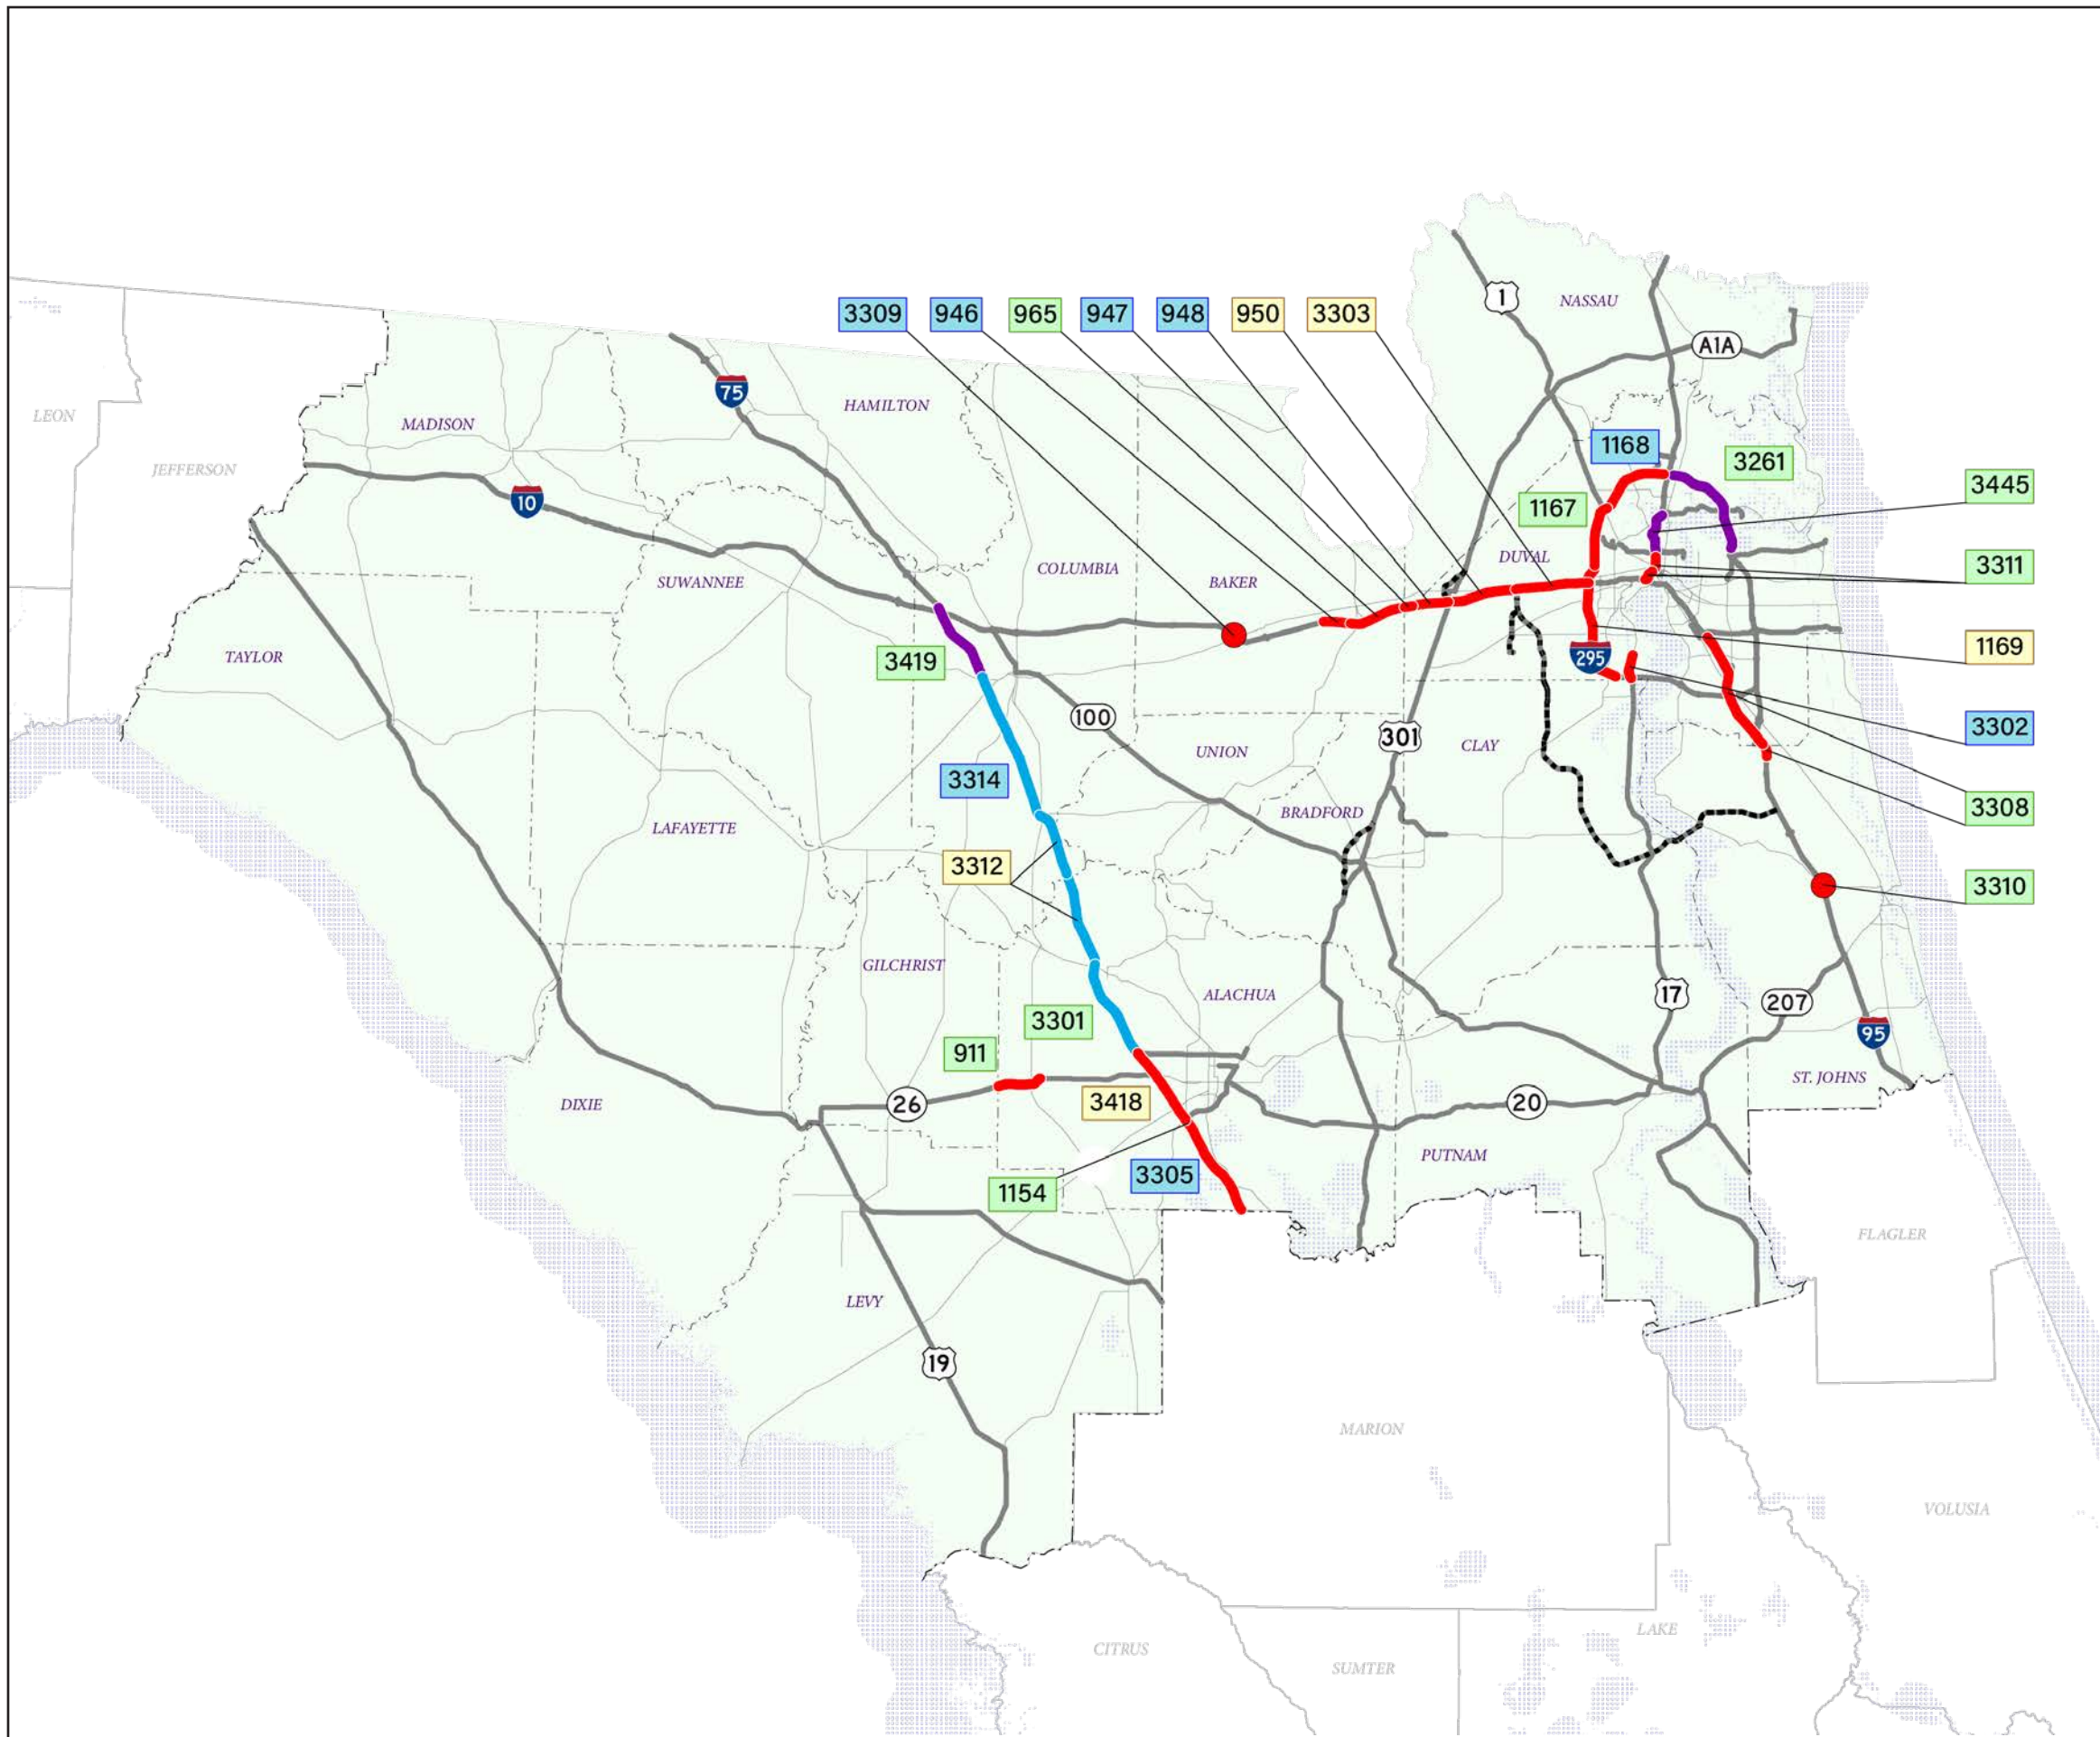 1
NASSAU
3309 946 965 947 948 950 3303
A1A
75
HAMILTON
LEON
MADISON
JEFFERSON
1168
3261
3445
10
1167
DUVAL
3311
COLUMBIA
BAKER
SUWANNEE
1169
TAYLOR
3419
295
100
3302
301
UNION
CLAY
3314
3308
BRADFORD
LAFAYETTE
3312
3310
GILCHRIST
ALACHUA
17
207
3301
95
911
ST. JOHNS
DIXIE
26
3418
20
PUTNAM
3305
1154
FLAGLER
LEVY
19
MARION
VOLUSIA
LAKE
CITRUS
SUMTER